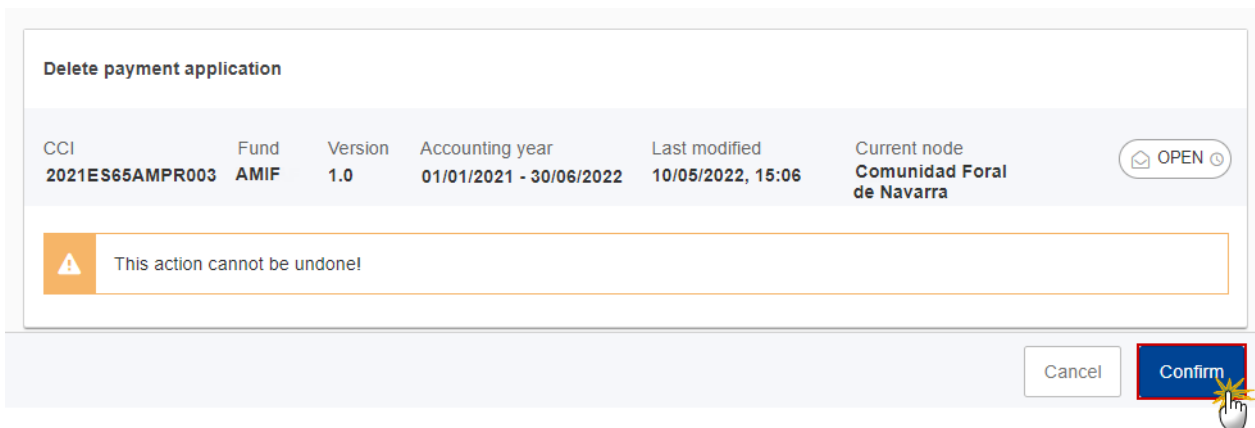 Delete payment application
CCI Fund Version Accounting year Last modified Current node
2021ES65AMPR003 AMIF 1.0 01/01/2021 - 30/06/2022 10/05/2022, 15:06 Comunidad Foral
de Navarra
OPEN
This action cannot be undone!
Cancel Confirm